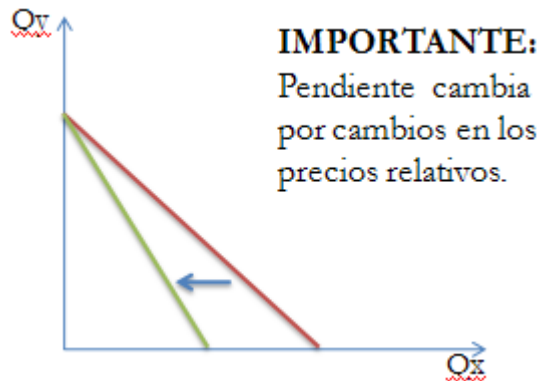 Qy
IMPORTANTE:
Pendiente cambia
por cambios en los
precios relativos.
Qx